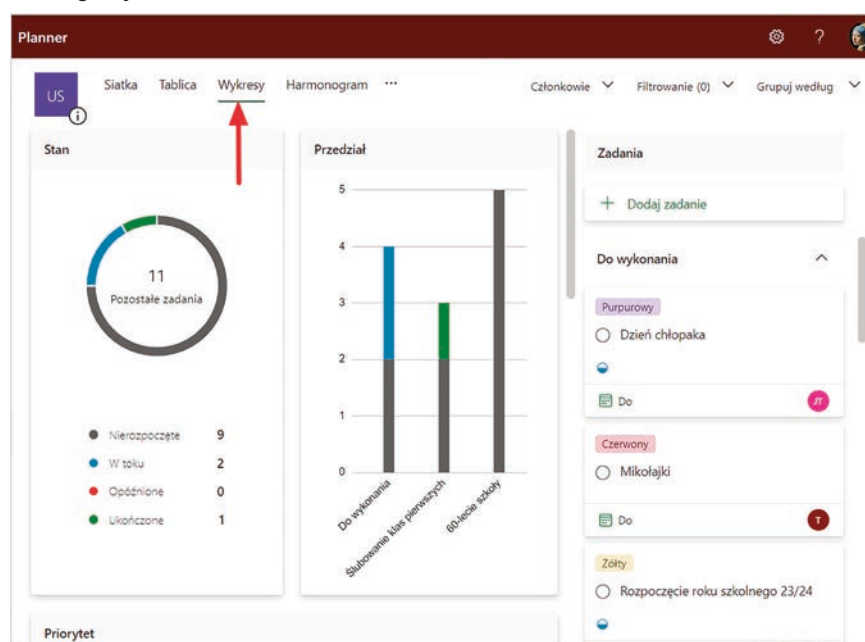 Planner
?
US
Siatka Tablica Wykresy Harmonogram ...
Członkowie Filtrowanie (0) Grupuj według
Stan
11
Pozostałe zadania
Nierozpoczęte 9
W toku 2
Opóźnione 0
Ukończone 1
Przedział
5
4
3
2
1
0
Do wykonania
Ślubowanie klas pierwszych
60-lecie szkoły
Zadania
+ Dodaj zadanie
Do wykonania
Purpurowy
Dzień chłopaka
Do
JT
Czerwony
Mikołajki
Do
T
Żółty
Rozpoczęcie roku szkolnego 23/24
Priorytet